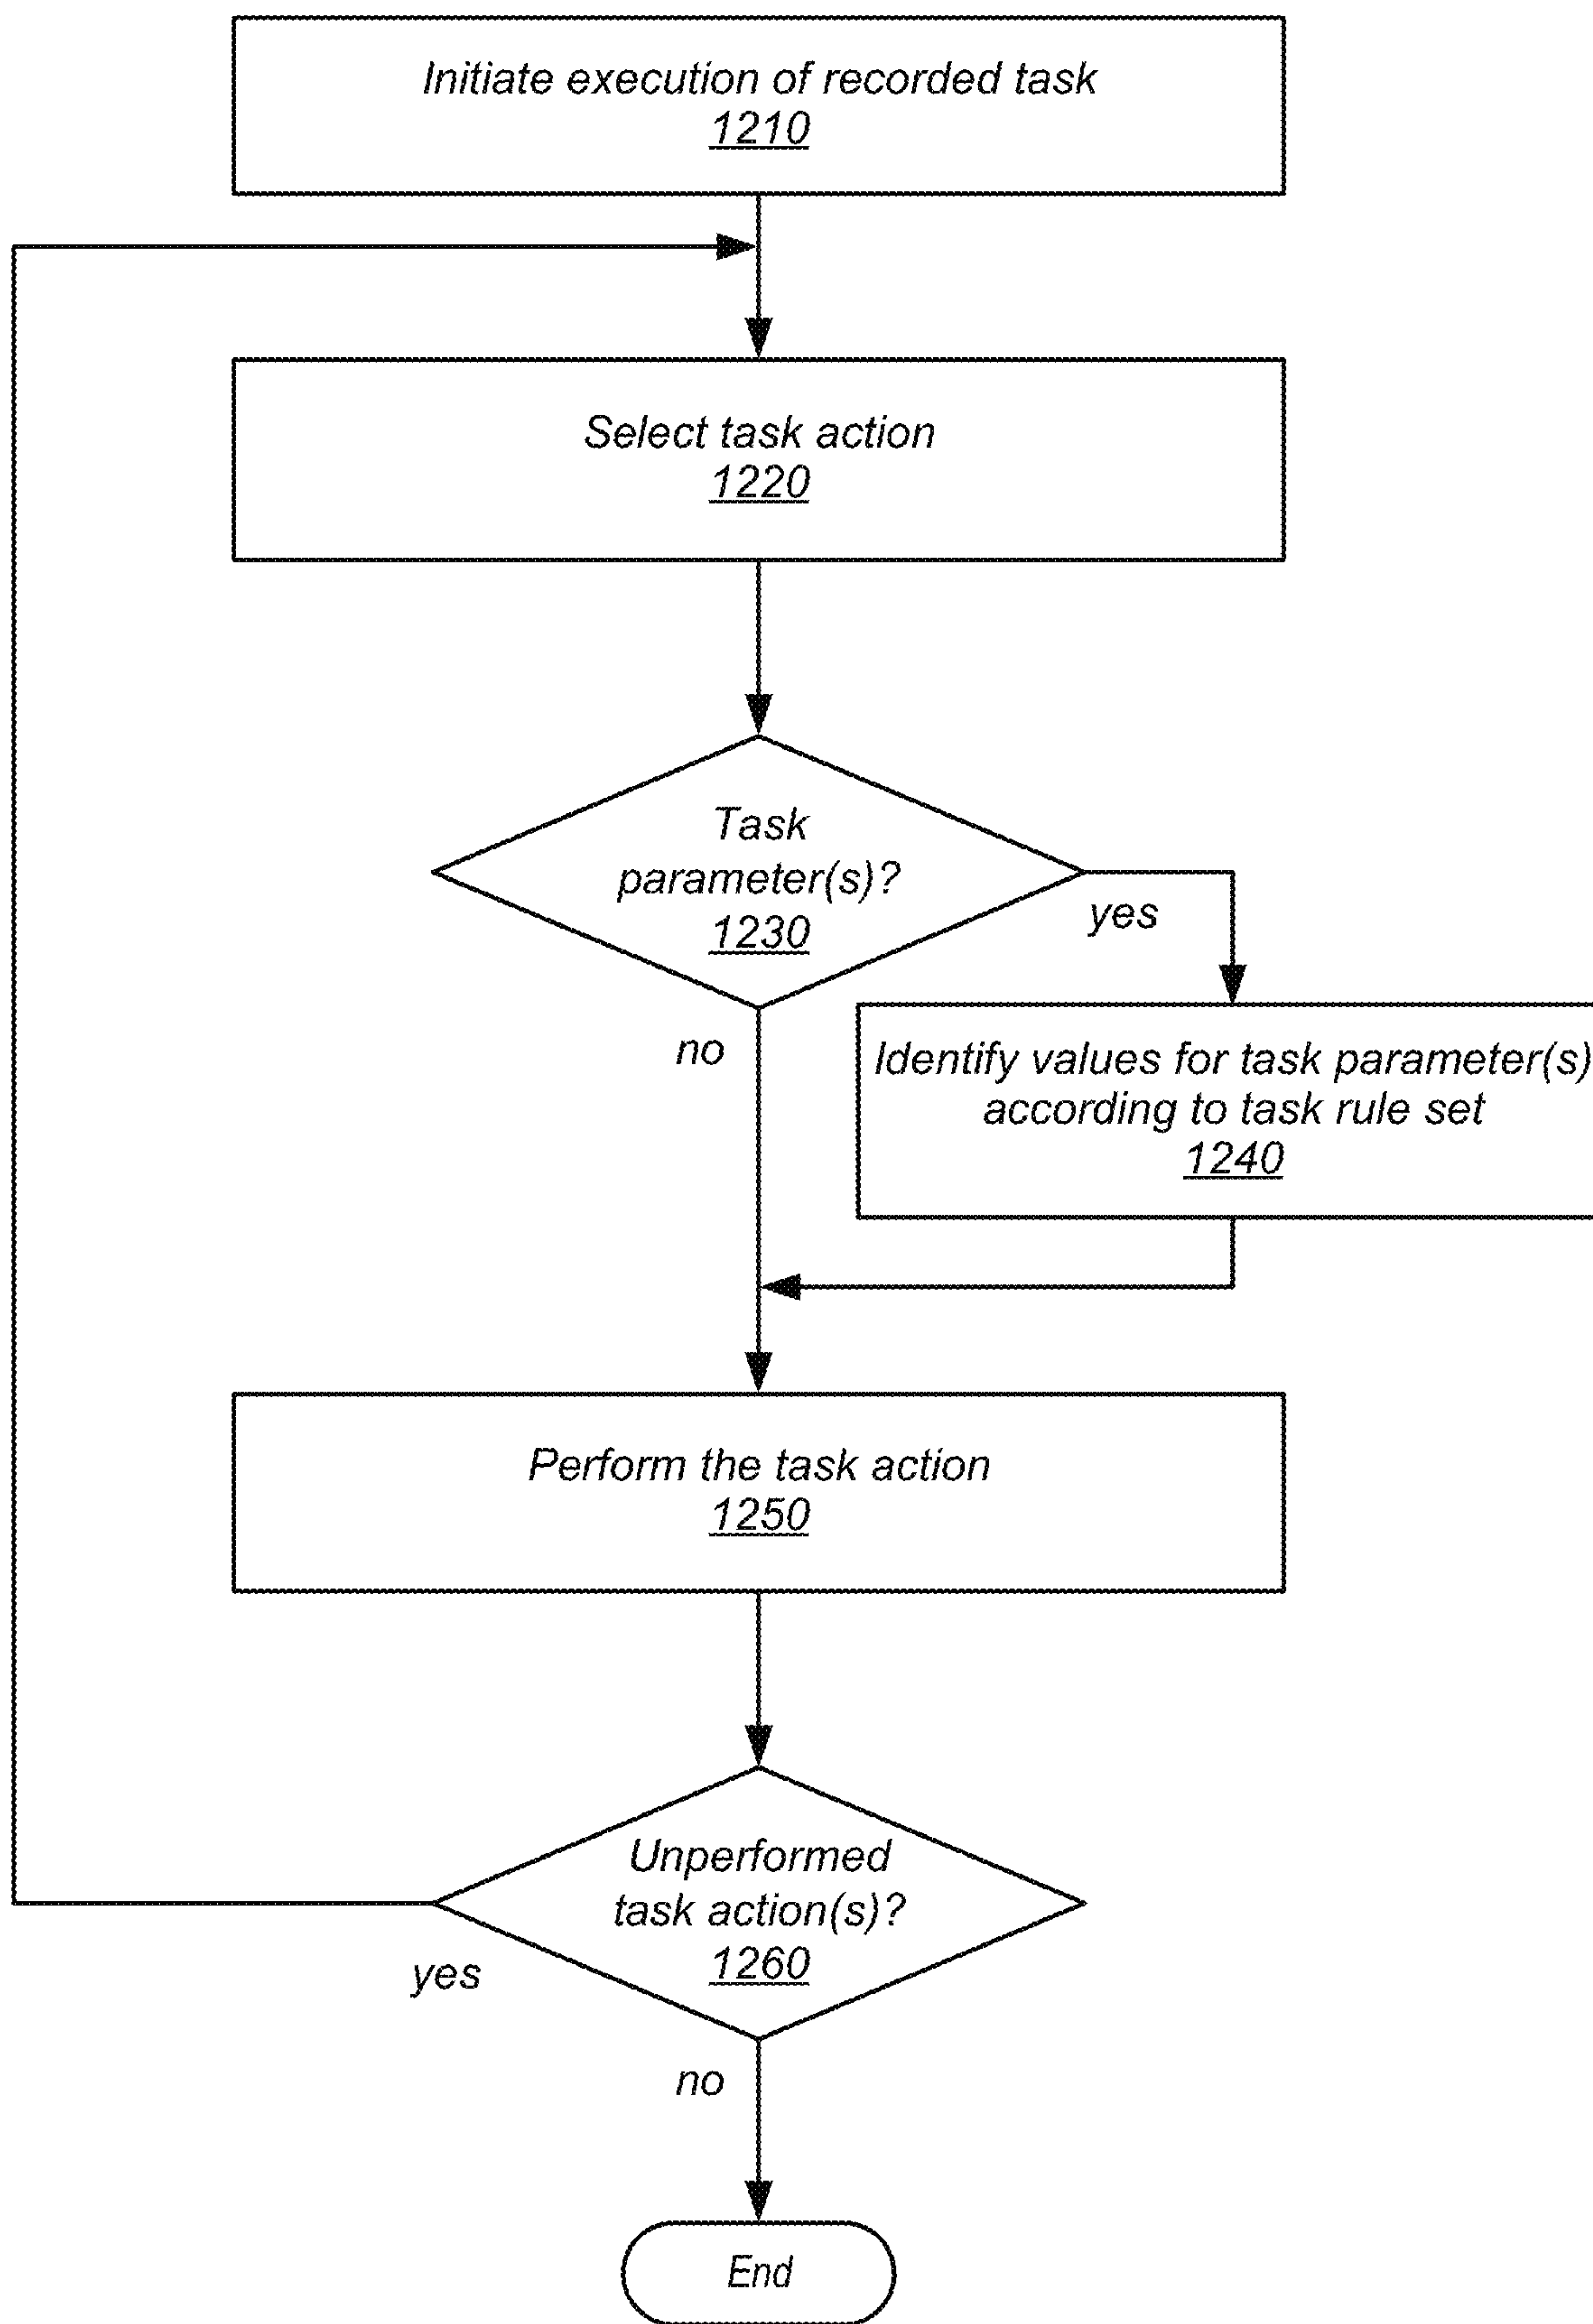 Initiate execution of recorded task
1210
Select task action
1220
Task
parameter(s)?
1230
yes
no
Identify values for task parameter(s)
according to task rule set
1240
Perform the task action
1250
Unperformed
task action(s)?
1260
yes
no
End